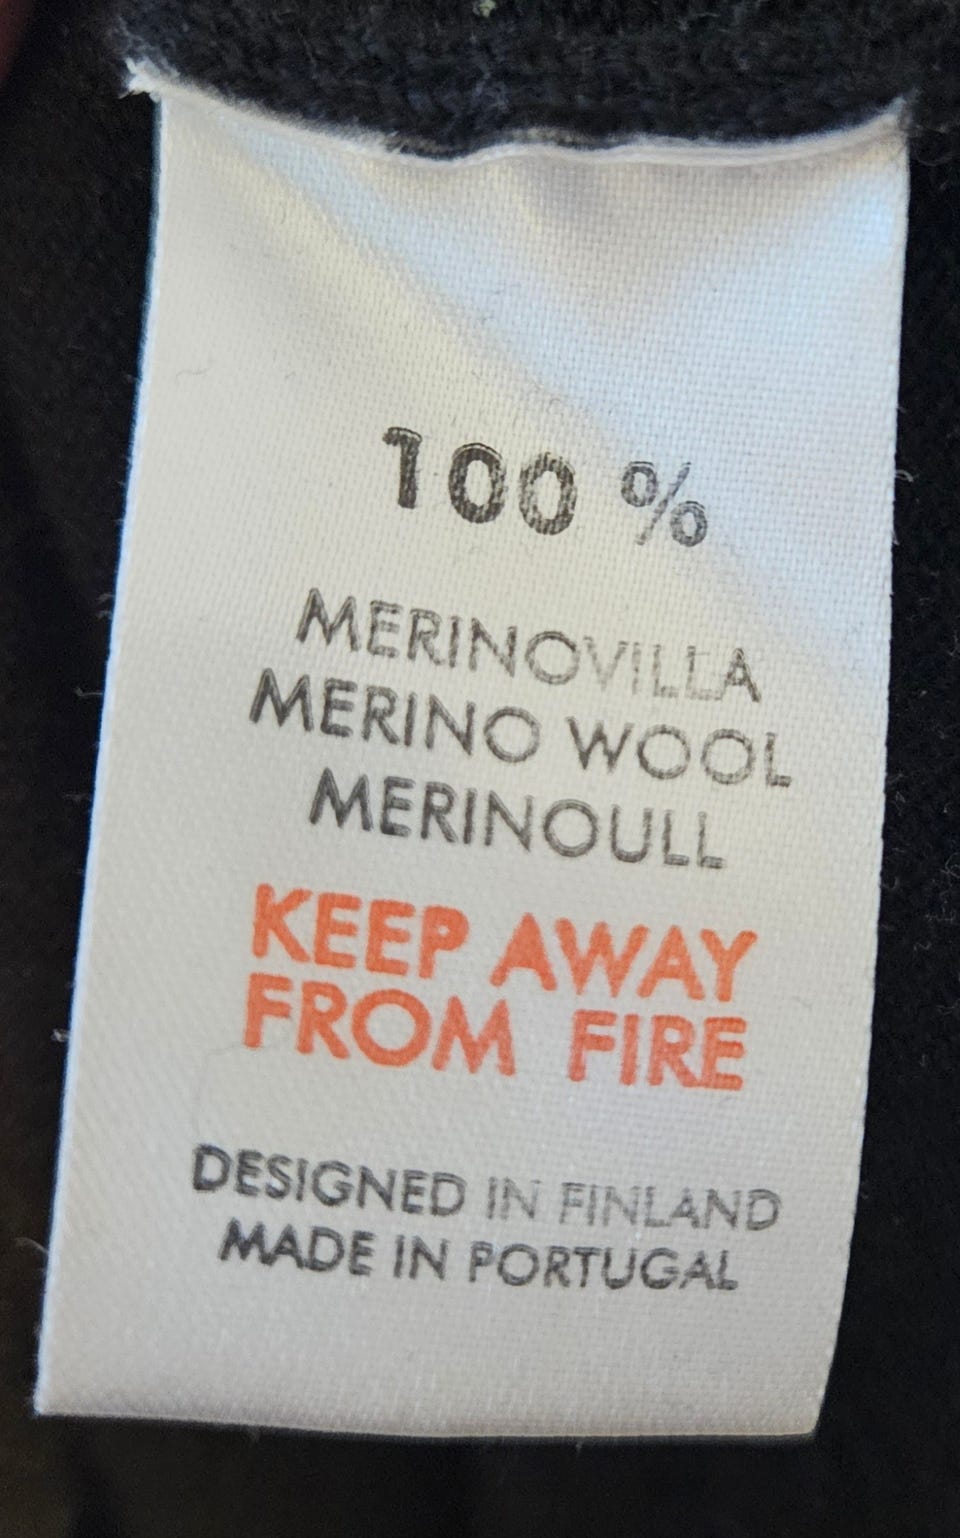 100 %
MERINOVILLA
MERINO WOOL
MERINOULL
KEEP AWAY
FROM FIRE
DESIGNED IN FINLAND
MADE IN PORTUGAL